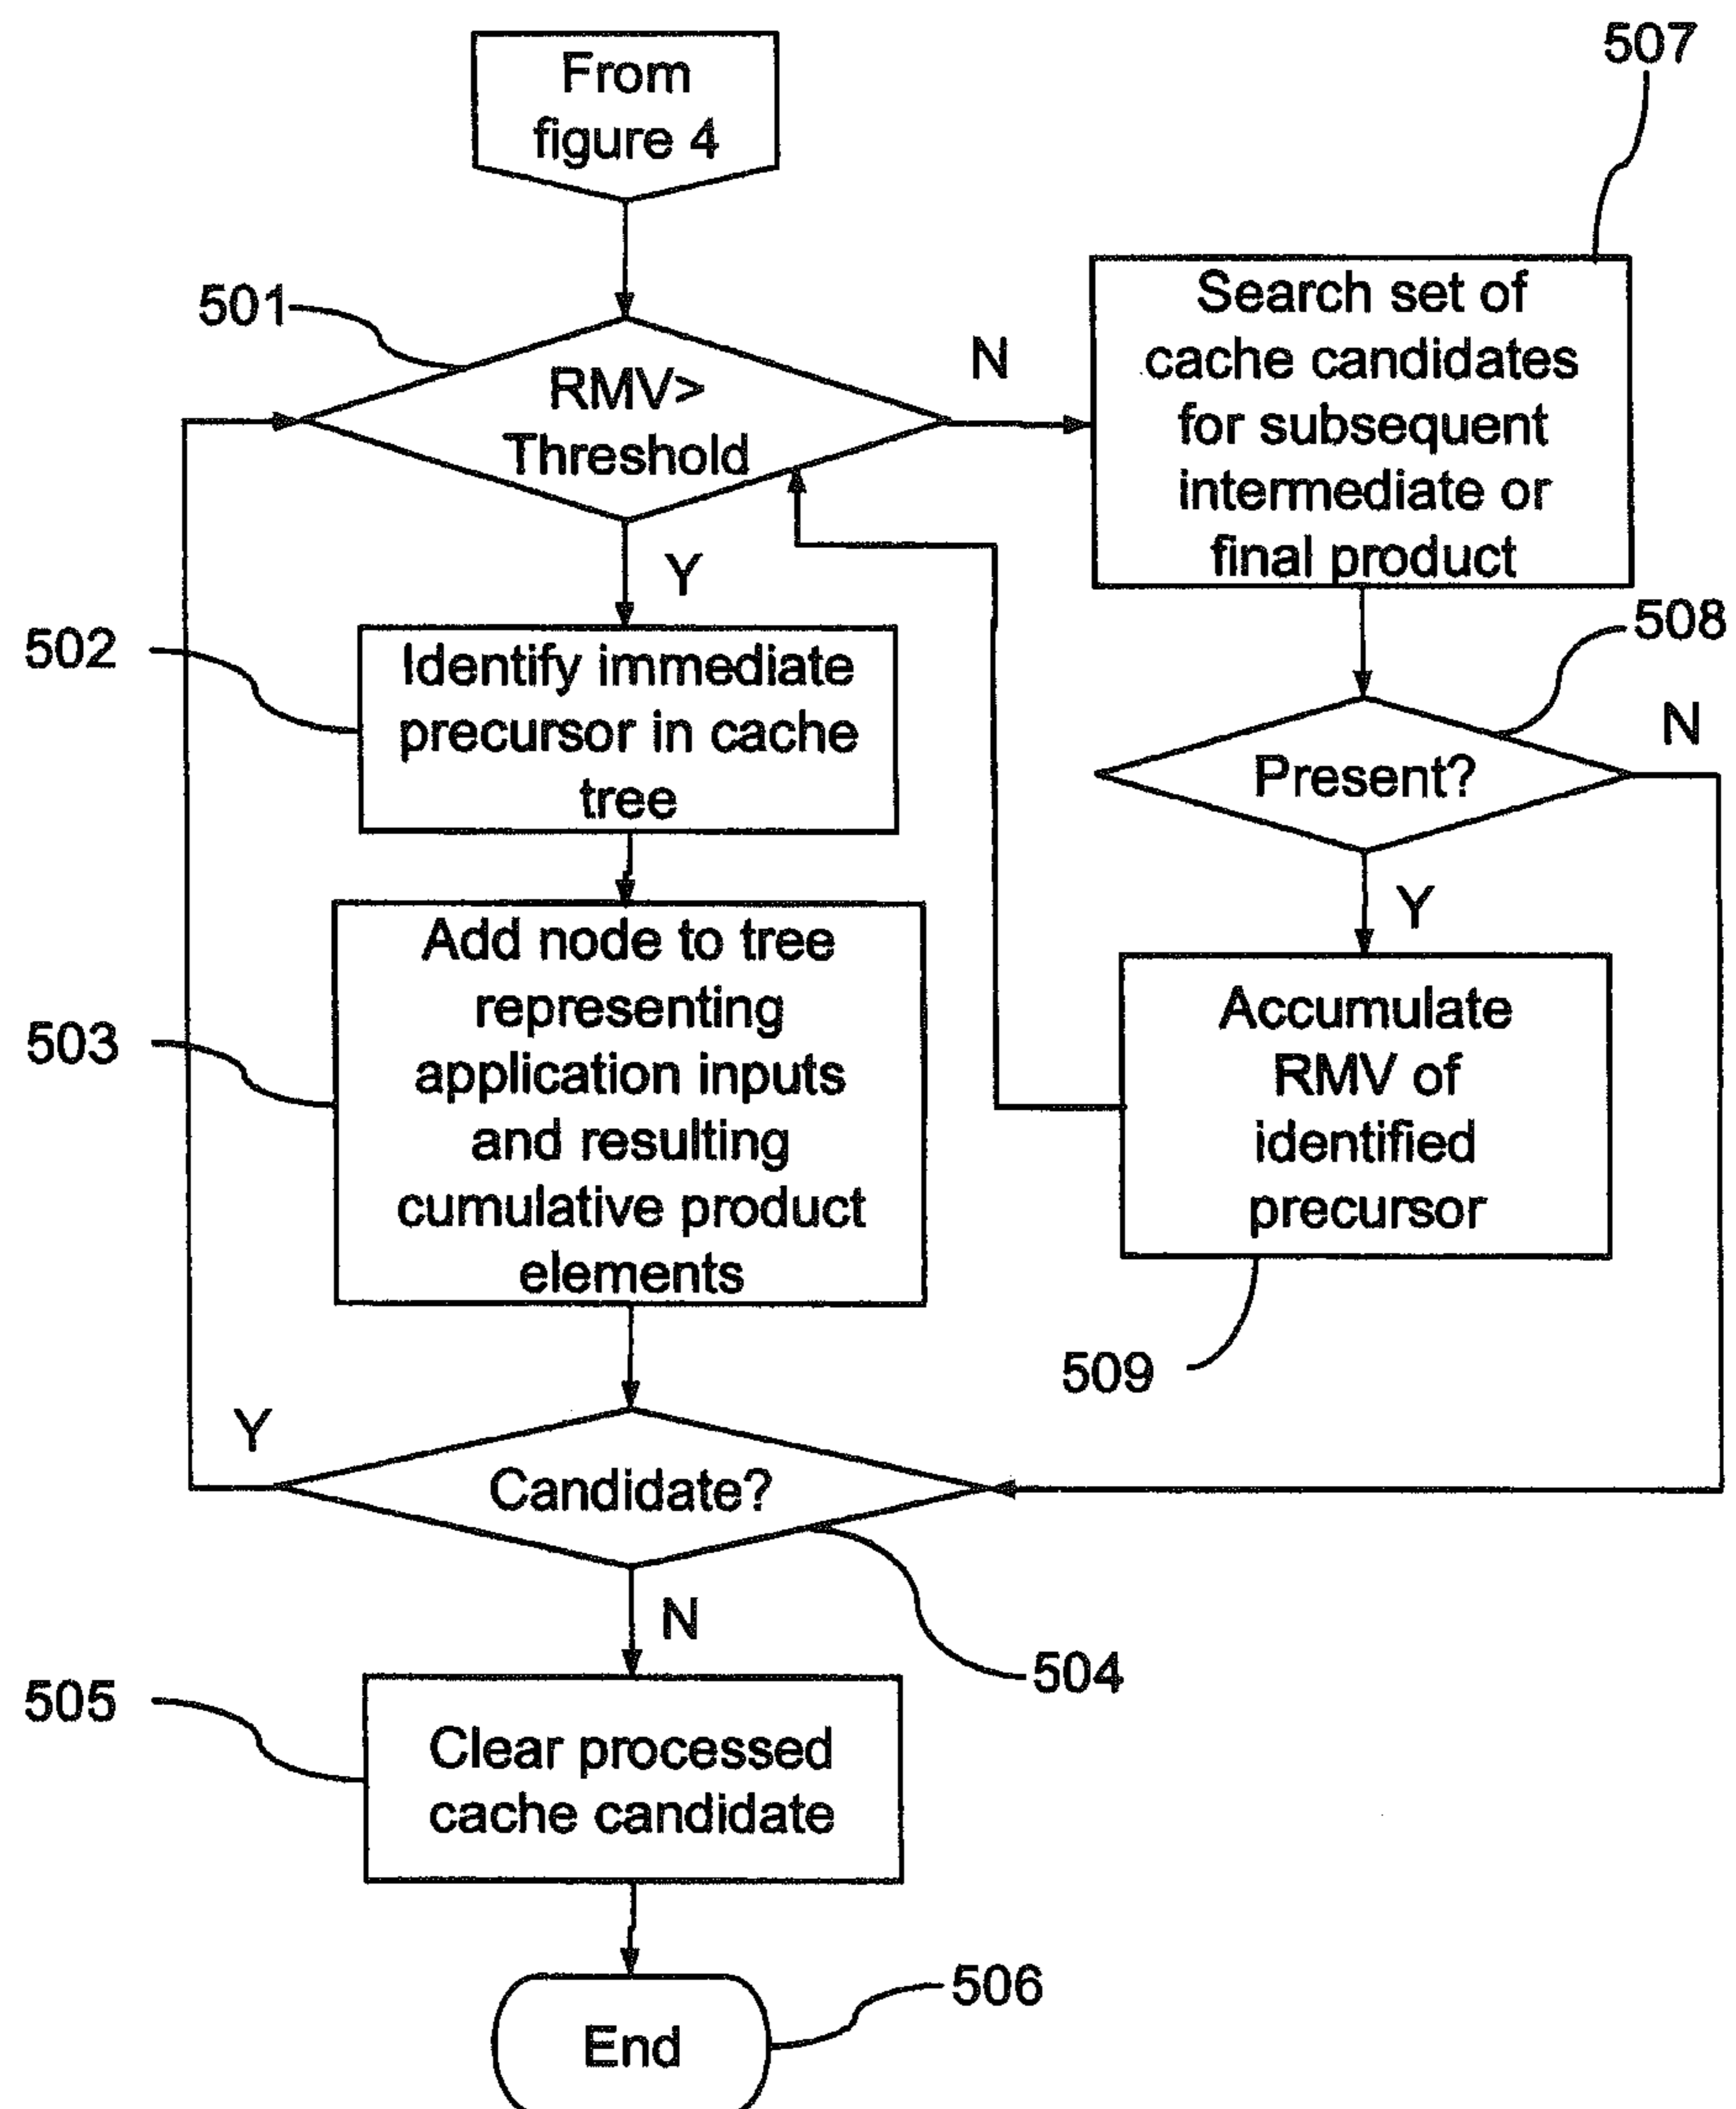 From
figure 4
507
501
RMV>
Threshold
N
Search set of
cache candidates
for subsequent
intermediate or
final product
Y
502
Identify immediate
precursor in cache
tree
508
Present?
N
Y
503
Add node to tree
representing
application inputs
and resulting
cumulative product
elements
Accumulate
RMV of
identified
precursor
509
Y
Candidate?
N
504
505
Clear processed
cache candidate
506
End